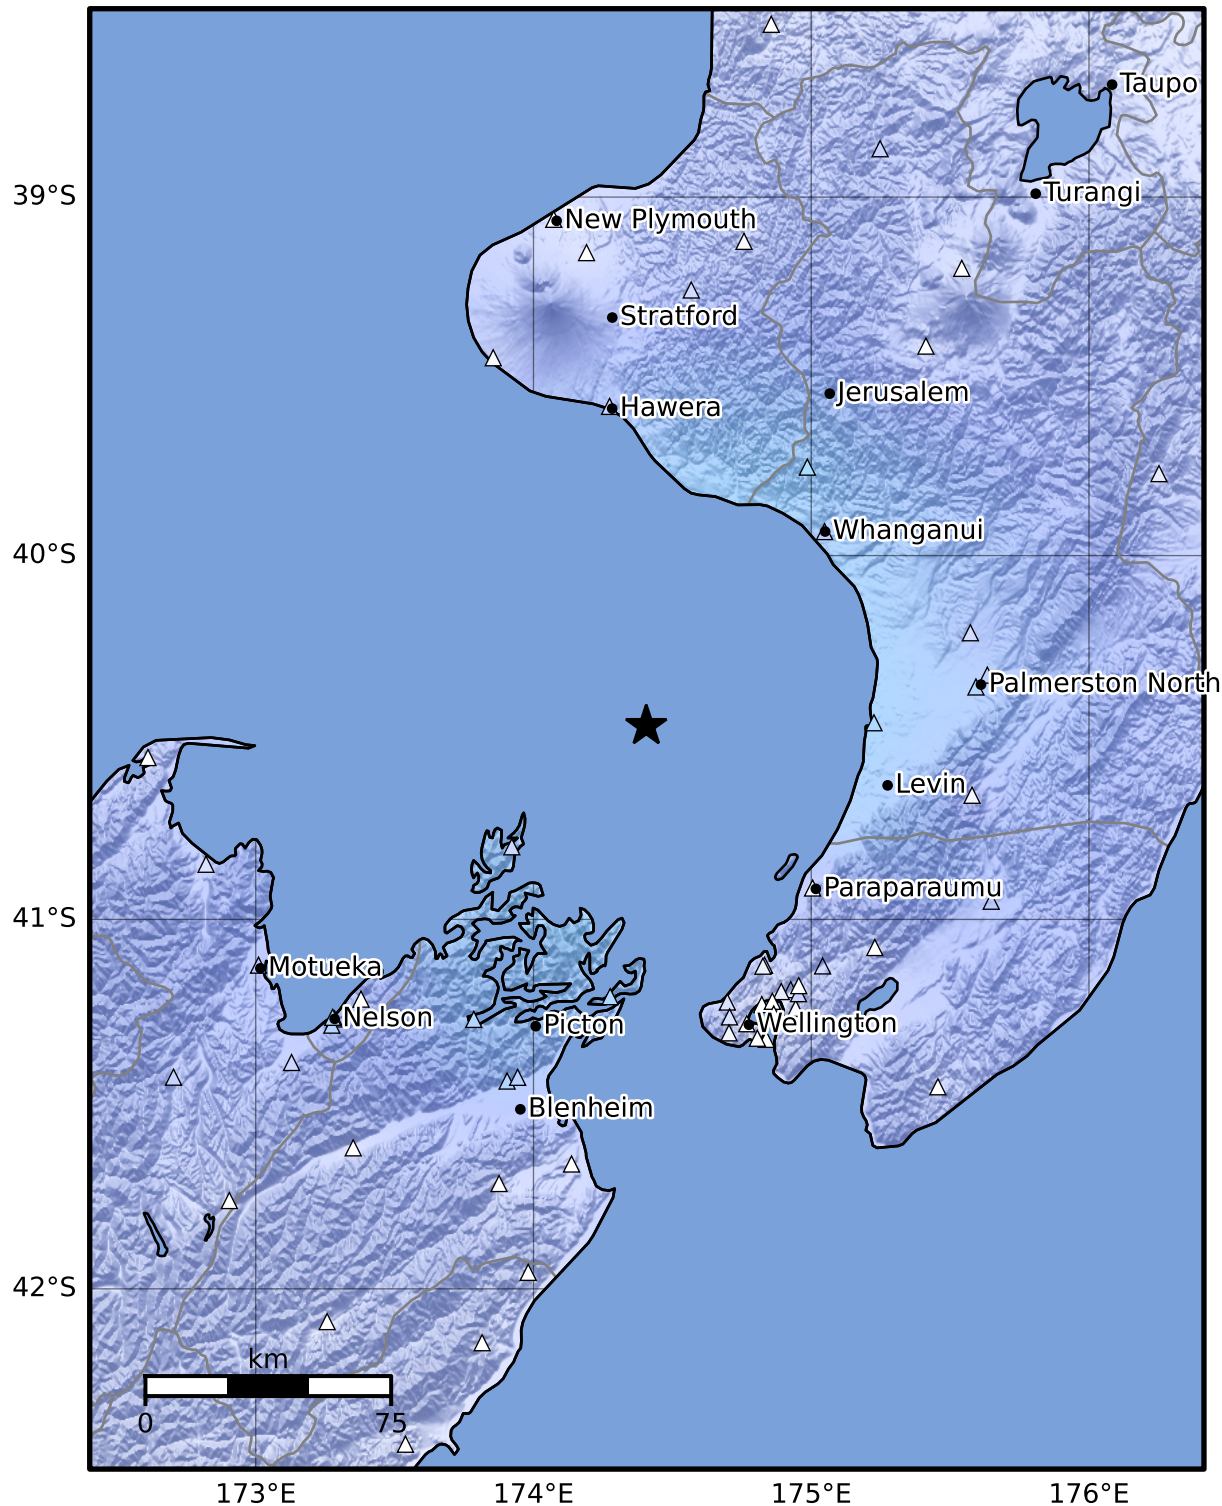 Taupo
39°S
Turangi
New Plymouth
Stratford
Jerusalem
Hawera
Whanganui
40°S
Palmerston North
Levin
Paraparaumu
41°S
Motueka
Nelson
Picton
Wellington
Blenheim
42°S
km
0
75
173°E
174°E
175°E
176°E